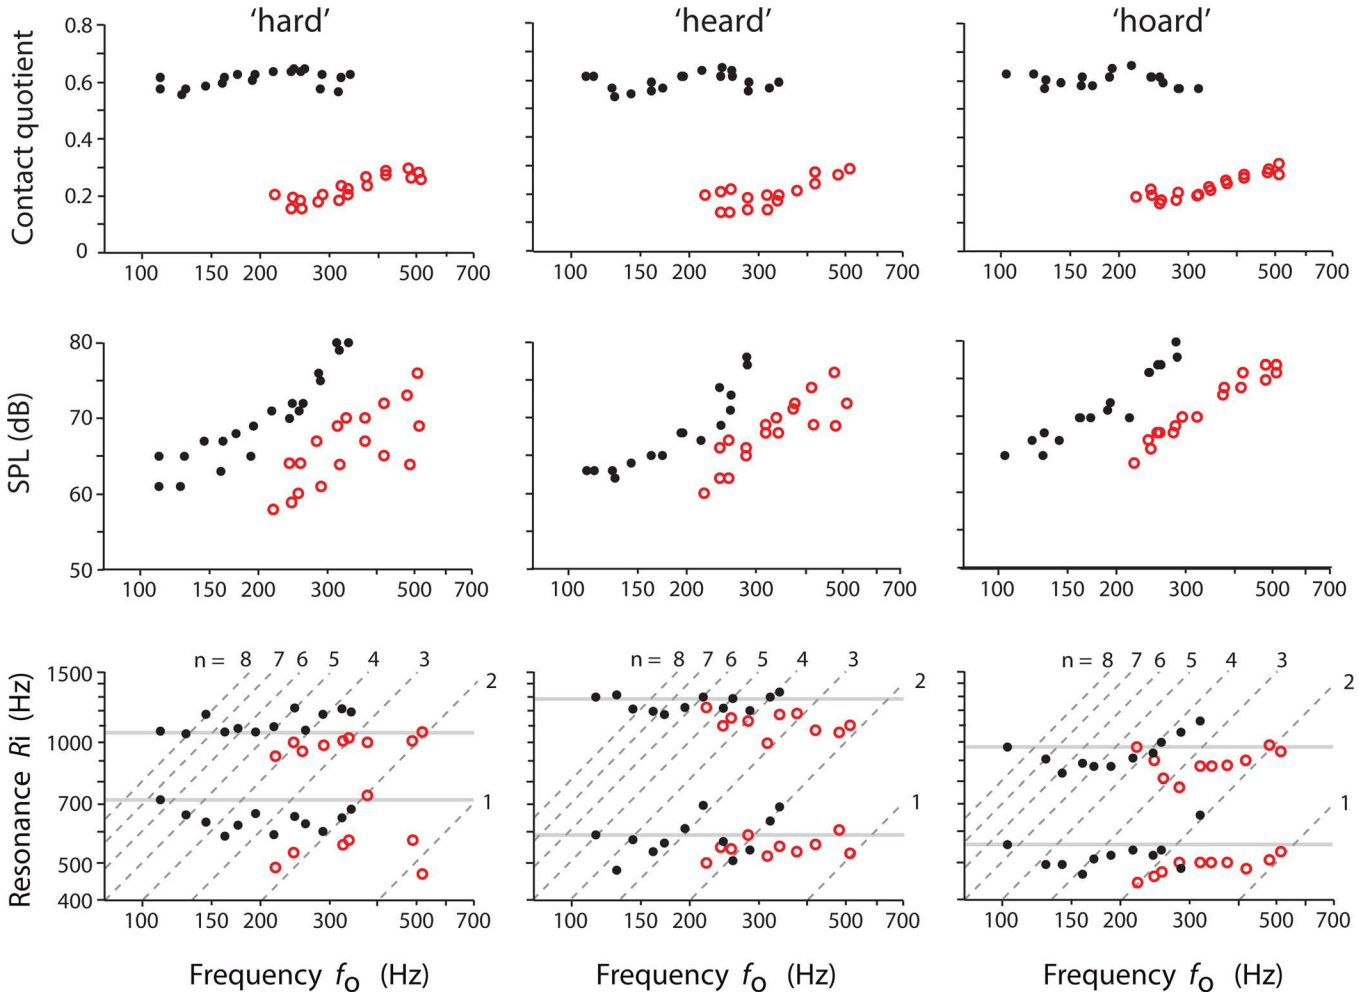 'hard' 'heard' 'hoard'
Contact quotient
0.8
0.6
0.4
0.2
0
100 150 200 300 500 700
100 150 200 300 500 700
100 150 200 300 500 700
SPL (dB)
80
70
60
50
100 150 200 300 500 700
100 150 200 300 500 700
100 150 200 300 500 700
Resonance Ri (Hz)
1500
1000
700
500
400
n = 8 7 6 5 4 3
2
1
n = 8 7 6 5 4 3
2
1
n = 8 7 6 5 4 3
2
1
100 150 200 300 500 700
100 150 200 300 500 700
100 150 200 300 500 700
Frequency fo (Hz)
Frequency fo (Hz)
Frequency fo (Hz)